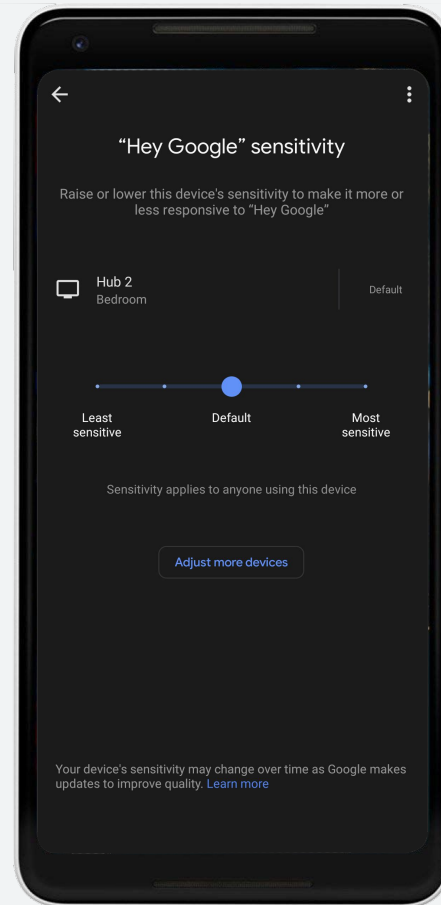 “Hey Google” sensitivity
Raise or lower this device's sensitivity to make it more or
less responsive to “Hey Google”
Hub 2
Bedroom
Default
Least
sensitive
Default
Most
sensitive
Sensitivity applies to anyone using this device
Adjust more devices
Your device's sensitivity may change over time as Google makes
updates to improve quality. Learn more